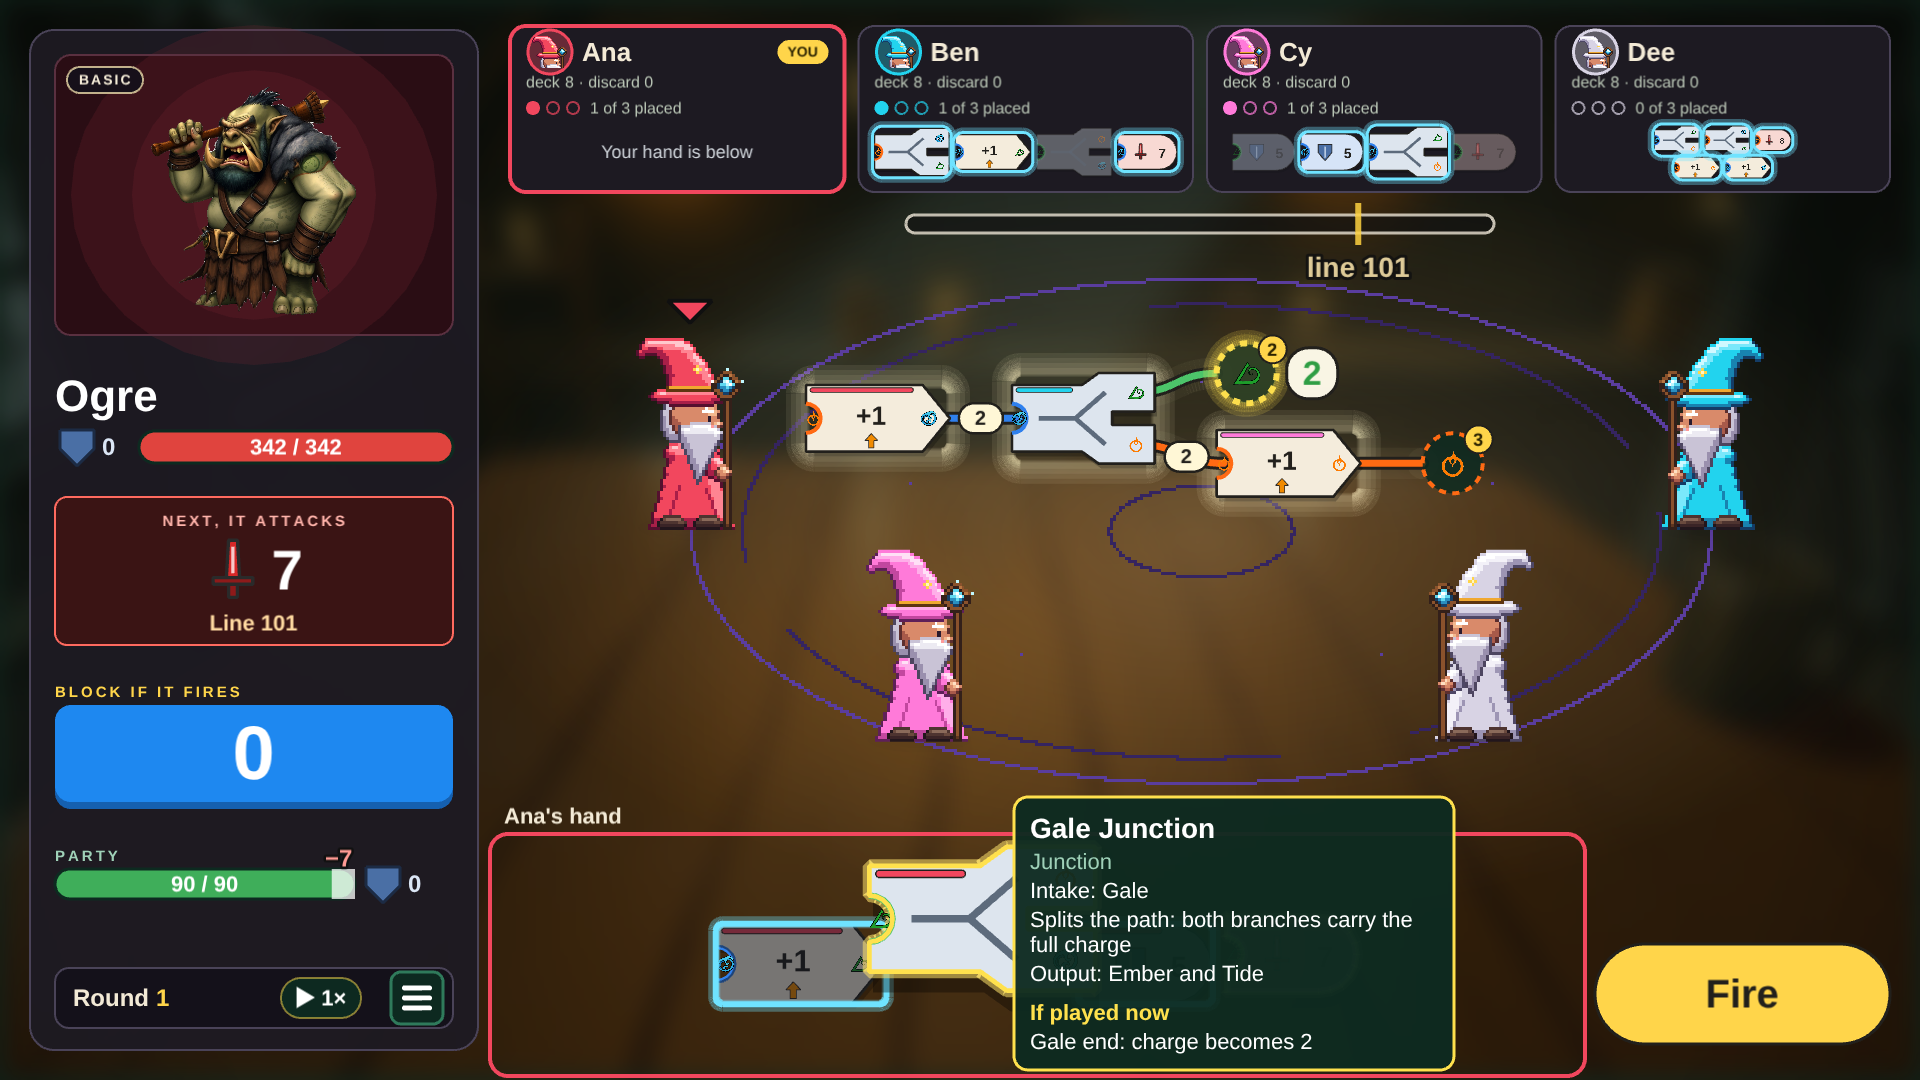 BASIC
Ogre
0
342 / 342
NEXT, IT ATTACKS
7
Line 101
BLOCK IF IT FIRES
0
PARTY
−7
90 / 90
0
Round 1
1×
Ana
YOU
deck 8 · discard 0
1 of 3 placed
Your hand is below
Ben
deck 8 · discard 0
1 of 3 placed
+1
7
Cy
deck 8 · discard 0
1 of 3 placed
5
5
7
Dee
deck 8 · discard 0
0 of 3 placed
8
+1
+1
line 101
+1
2
2
2
2
+1
3
Ana's hand
+1
Gale Junction
Junction
Intake: Gale
Splits the path: both branches carry the
full charge
Output: Ember and Tide
If played now
Gale end: charge becomes 2
Fire